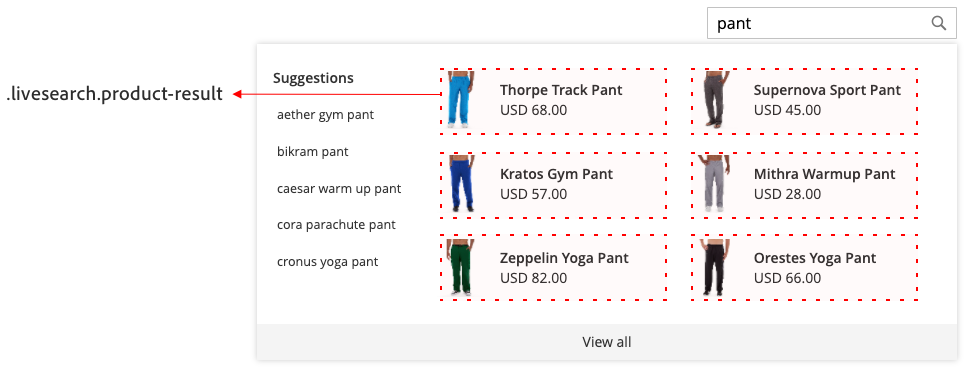 pant
.livesearch.product-result
Suggestions
aether gym pant
bikram pant
caesar warm up pant
cora parachute pant
cronus yoga pant
Thorpe Track Pant
USD 68.00
Supernova Sport Pant
USD 45.00
Kratos Gym Pant
USD 57.00
Mithra Warmup Pant
USD 28.00
Zeppelin Yoga Pant
USD 82.00
Orestes Yoga Pant
USD 66.00
View all